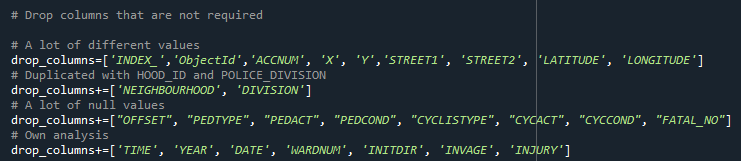 # Drop columns that are not required
# A lot of different values
drop_columns=['INDEX_','ObjectId','ACCNUM', 'X', 'Y','STREET1', 'STREET2', 'LATITUDE', 'LONGITUDE']
# Duplicated with HOOD_ID and POLICE_DIVISION
drop_columns+=['NEIGHBOURHOOD', 'DIVISION']
# A lot of null values
drop_columns+=["OFFSET", "PEDTYPE", "PEDACT", "PEDCOND", "CYCLISTYPE", "CYCACT", "CYCCOND", "FATAL_NO"]
# Own analysis
drop_columns+=['TIME', 'YEAR', 'DATE', 'WARDNUM', 'INITDIR', 'INVAGE', 'INJURY']